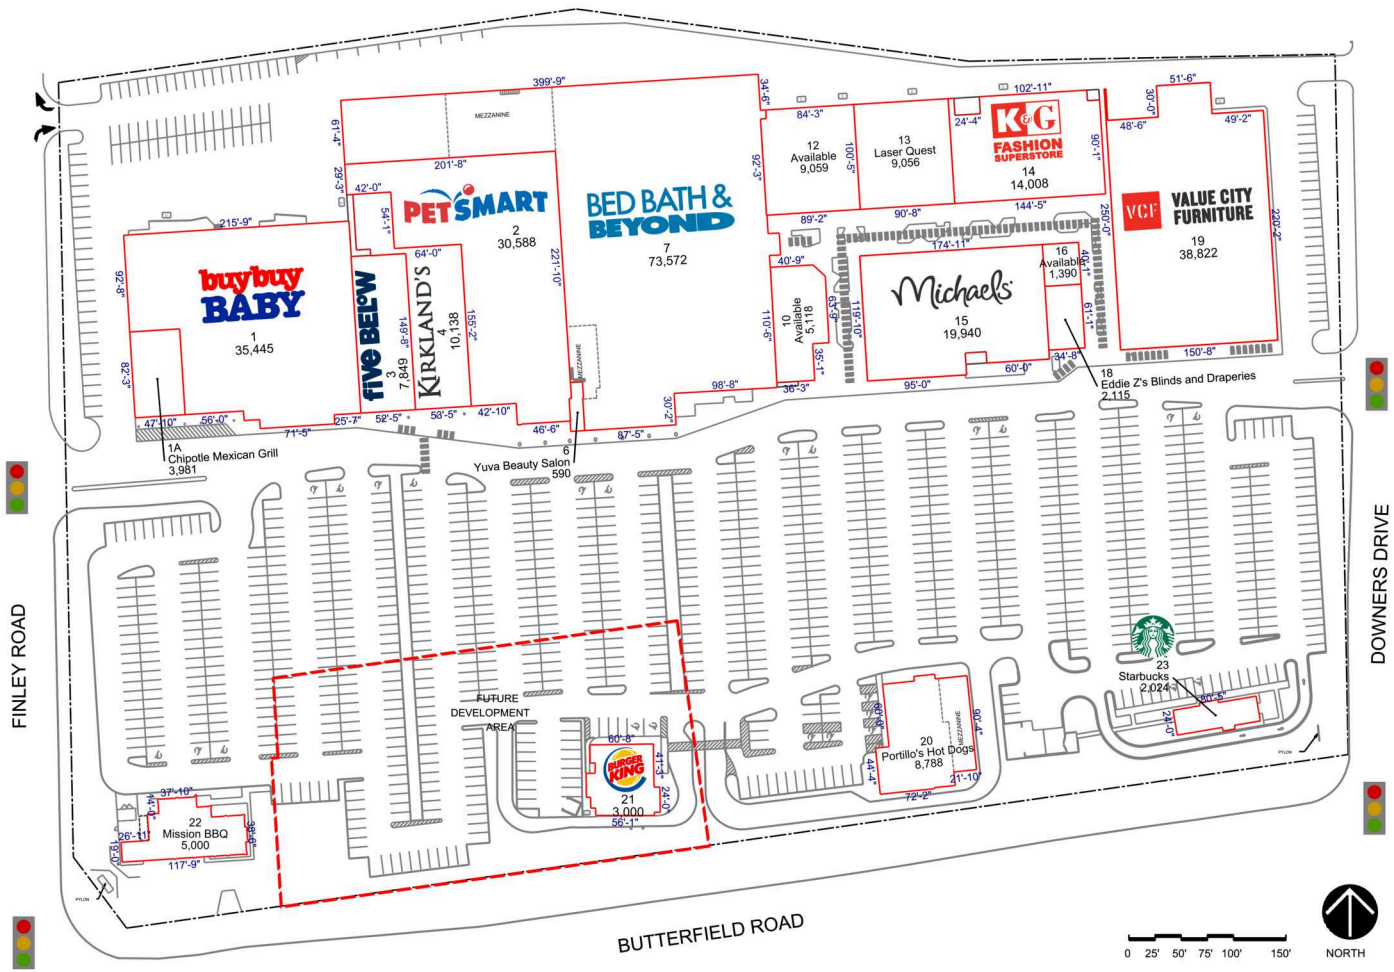 399'-9"
34'-6"
51'-6"
MEZZANINE
84'-3"
102'-11"
30'-0"
61'-4"
24'-4"
K&G
FASHION
SUPERSTORE
48'-6"
49'-2"
12
Available
9,059
100'-5"
13
Laser Quest
9,056
90'-1"
14
14,008
29'-3"
201'-8"
92'-3"
42'-0"
54'-1"
PETSMART
2
30,588
BED BATH &
BEYOND
7
73,572
VCF
VALUE CITY
FURNITURE
19
38,822
220'-2"
215'-9"
89'-2"
90'-8"
144'-5"
250'-0"
174'-11"
64'-0"
221'-10"
40'-9"
16
Available
1,390
40'-1"
92'-8"
buybuy
BABY
1
35,445
five BELOW
3
7,849
149'-8"
KIRKLAND'S
4
10,138
155'-2"
10
Available
5,118
63'-9"
110'-6"
35'-1"
119'-10"
Michaels
15
19,940
61'-1"
MEZZANINE
82'-3"
34'-8"
150'-8"
60'-0"
95'-0"
18
Eddie Z's Blinds and Draperies
2,115
98'-8"
36'-3"
30'-2"
47'-10"
56'-0"
71'-5"
25'-7"
52'-5"
42'-10"
46'-6"
87'-5"
1A
Chipotle Mexican Grill
3,981
6
Yuva Beauty Salon
590
FINLEY ROAD
DOWNERS DRIVE
FUTURE
DEVELOPMENT
AREA
23
Starbucks
2,024
80'-5"
24'-0"
PYLON
60'-8"
BURGER
KING
41'-3"
24'-0"
21
3,000
56'-1"
60'-0"
MEZZANINE
90'-4"
20
Portillo's Hot Dogs
8,788
44'-4"
21'-10"
72'-2"
37'-10"
14'-0"
22
Mission BBQ
5,000
26'-11"
19'-0"
38'-6"
117'-9"
PYLON
BUTTERFIELD ROAD
0 25' 50' 75' 100' 150'
NORTH